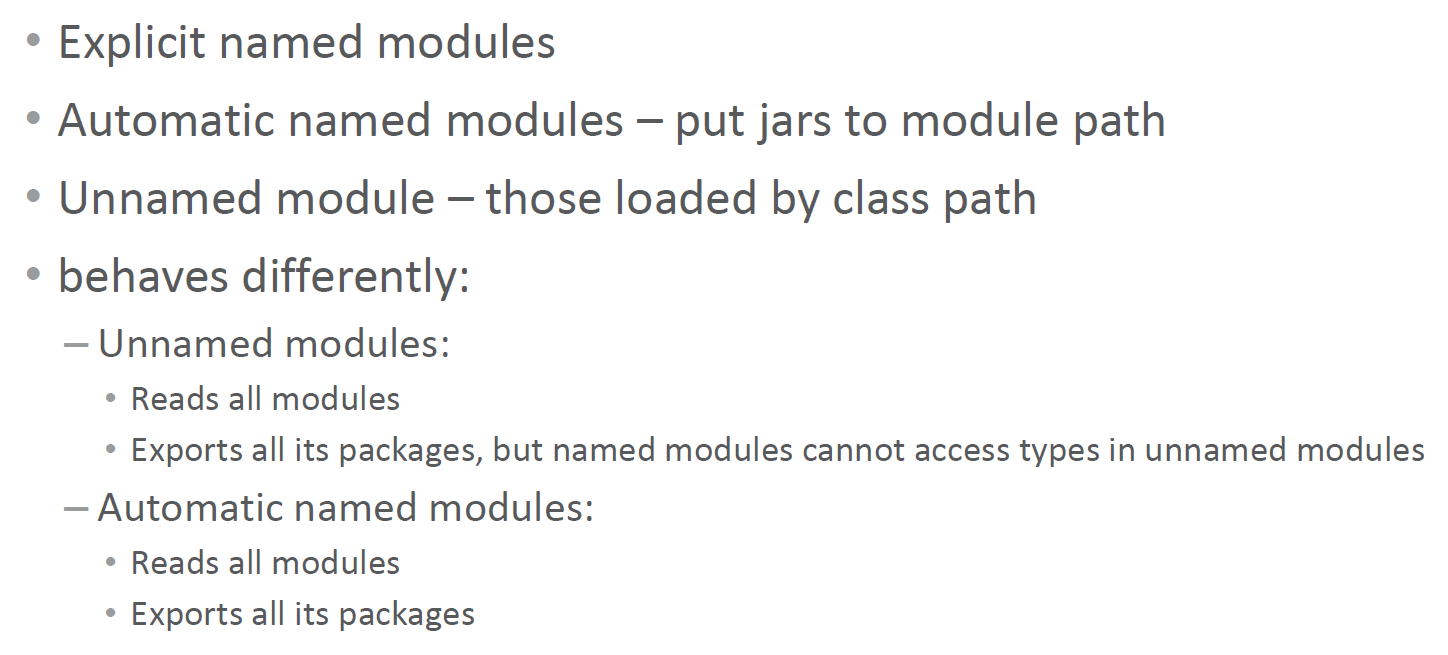 • Explicit named modules
• Automatic named modules – put jars to module path
• Unnamed module – those loaded by class path
• behaves differently:
– Unnamed modules:
• Reads all modules
• Exports all its packages, but named modules cannot access types in unnamed modules
– Automatic named modules:
• Reads all modules
• Exports all its packages